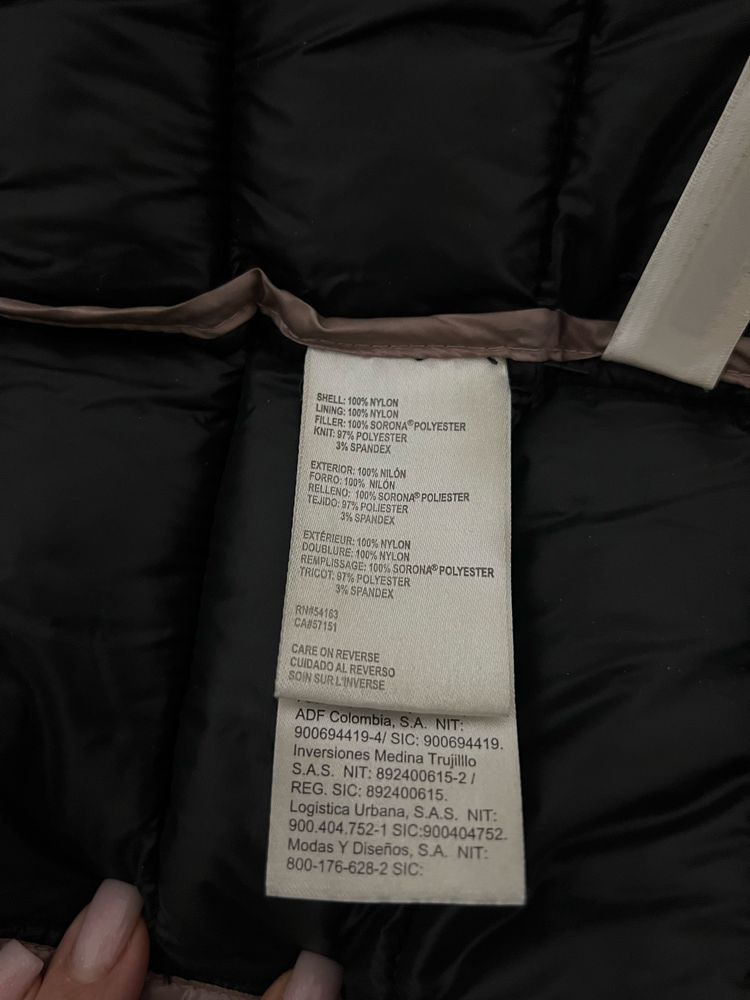 SHELL: 100% NYLON
LINING: 100% NYLON
FILLER: 100% SORONA®POLYESTER
KNIT: 97% POLYESTER
3% SPANDEX
EXTERIOR: 100% NILÓN
FORRO: 100% NILÓN
RELLENO: 100% SORONA®POLIESTER
TEJIDO: 97% POLIESTER
3% SPANDEX
EXTÉRIEUR: 100% NYLON
DOUBLURE: 100% NYLON
REMPLISSAGE: 100% SORONA®POLYESTER
TRICOT: 97% POLYESTER
3% SPANDEX
RN#54163
CA#57151
CARE ON REVERSE
CUIDADO AL REVERSO
SOIN SUR L'INVERSE
ADF Colombia, S.A. NIT:
900694419-4/ SIC: 900694419.
Inversiones Medina Trujilllo
S.A.S. NIT: 892400615-2 /
REG. SIC: 892400615.
Logistica Urbana, S.A.S. NIT:
900.404.752-1 SIC:900404752.
Modas Y Diseños, S.A. NIT:
800-176-628-2 SIC: